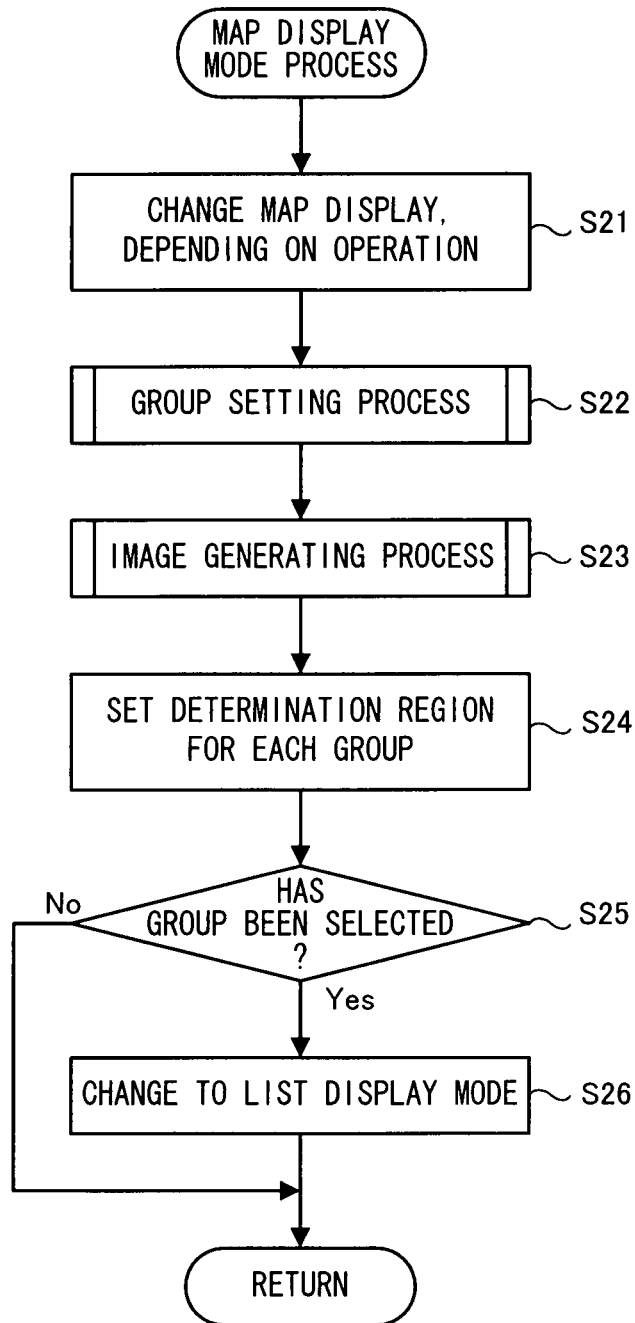 MAP DISPLAY
MODE PROCESS
CHANGE MAP DISPLAY,
DEPENDING ON OPERATION
S21
GROUP SETTING PROCESS
S22
IMAGE GENERATING PROCESS
S23
SET DETERMINATION REGION
FOR EACH GROUP
S24
HAS
GROUP BEEN SELECTED
?
S25
No
Yes
CHANGE TO LIST DISPLAY MODE
S26
RETURN